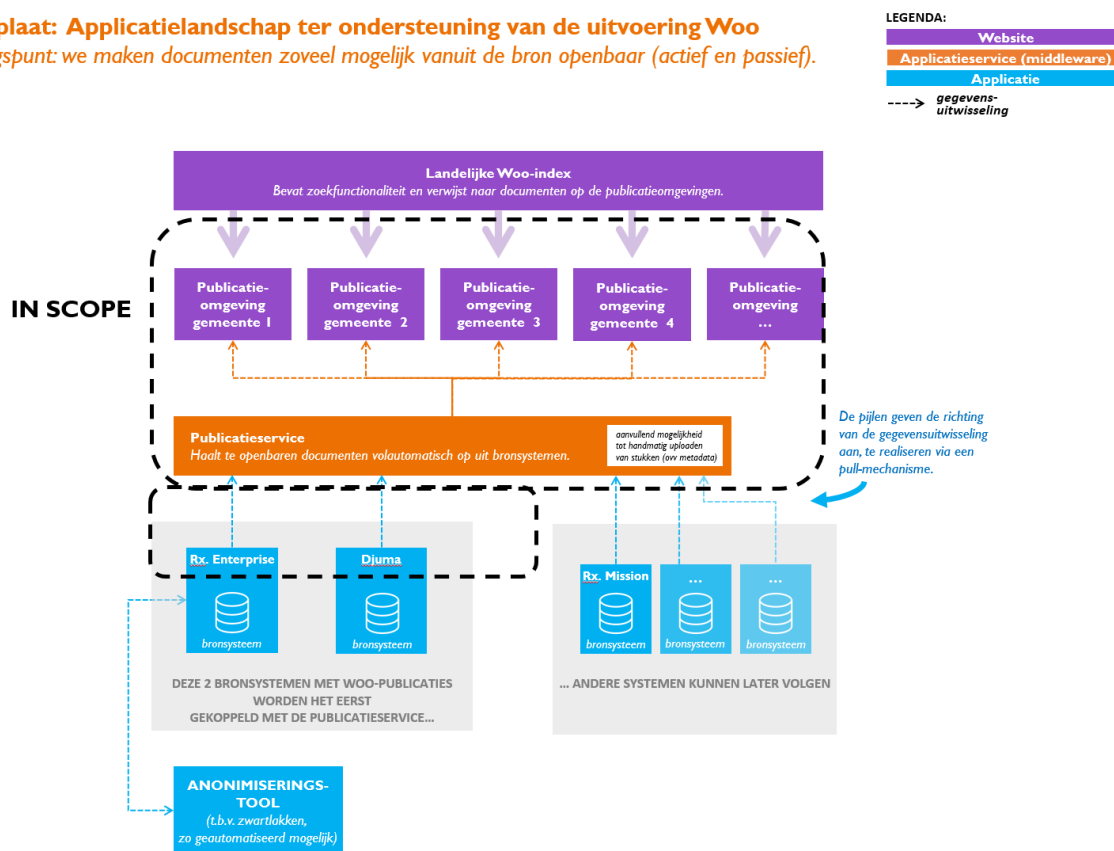 plaat: Applicatielandschap ter ondersteuning van de uitvoering Woo
gspunt: we maken documenten zoveel mogelijk vanuit de bron openbaar (actief en passief).
LEGENDA:
Website
Applicatieservice (middleware)
Applicatie
gegevens-
uitwisseling
Landelijke Woo-index
Bevat zoekfunctionaliteit en verwijst naar documenten op de publicatieomgevingen.
IN SCOPE
Publicatie-
omgeving
gemeente 1
Publicatie-
omgeving
gemeente 2
Publicatie-
omgeving
gemeente 3
Publicatie-
omgeving
gemeente 4
Publicatie-
omgeving
...
Publicatieservice
Haalt te openbaren documenten volautomatisch op uit bronsystemen.
aanvullend mogelijkheid
tot handmatig uploaden
van stukken (ovv metadata)
De pijlen geven de richting
van de gegevensuitwisseling
aan, te realiseren via een
pull-mechanisme.
Rx. Enterprise
bronsysteem
Djuma
bronsysteem
Rx. Mission
bronsysteem
...
bronsysteem
...
bronsysteem
DEZE 2 BRONSYSTEMEN MET WOO-PUBLICATIES
WORDEN HET EERST
GEKOPPELD MET DE PUBLICATIESERVICE...
... ANDERE SYSTEMEN KUNNEN LATER VOLGEN
ANONIMISERINGS-
TOOL
(t.b.v. zwartlakken,
zo geautomatiseerd mogelijk)